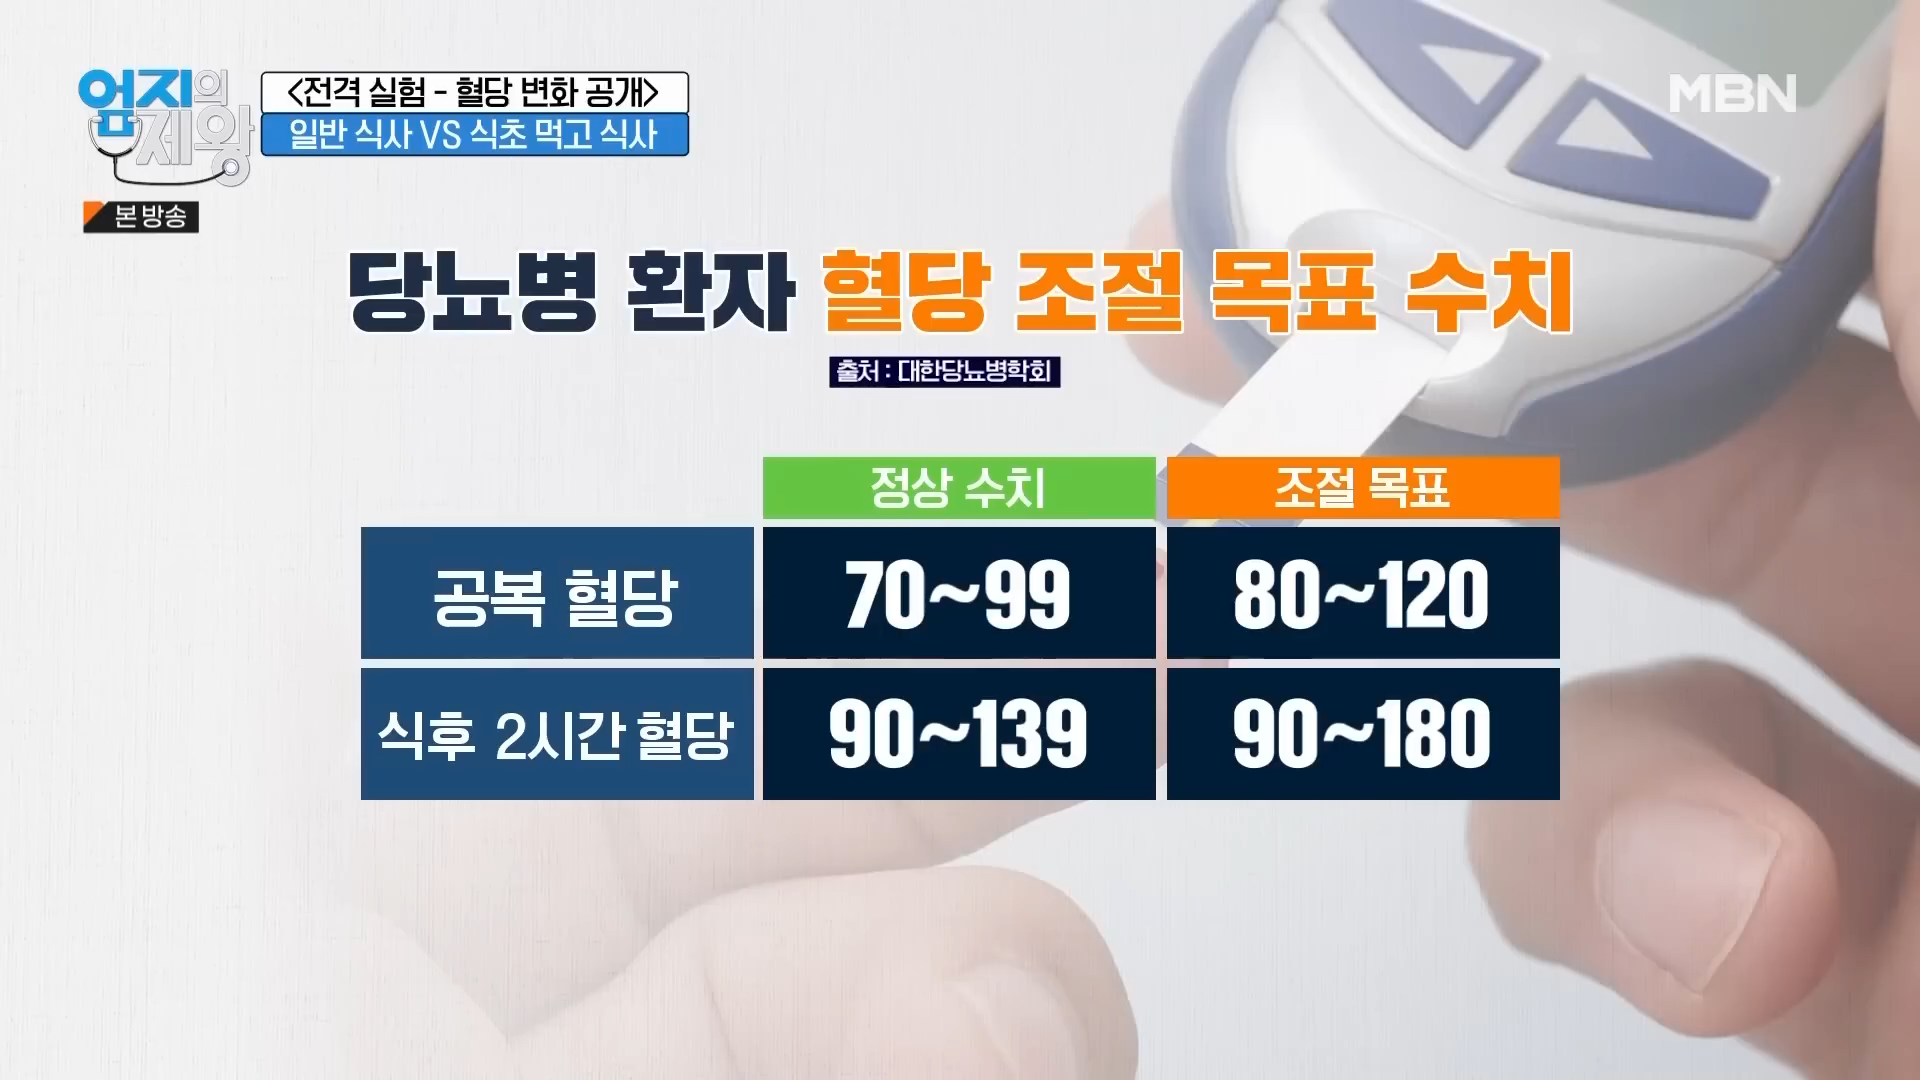 엄지의 제왕
<전격 실험 - 혈당 변화 공개>
일반 식사 VS 식초 먹고 식사
MBN
본 방송
당뇨병 환자 혈당 조절 목표 수치
출처 : 대한당뇨병학회
정상 수치 조절 목표
공복 혈당 70~99 80~120
식후 2시간 혈당 90~139 90~180